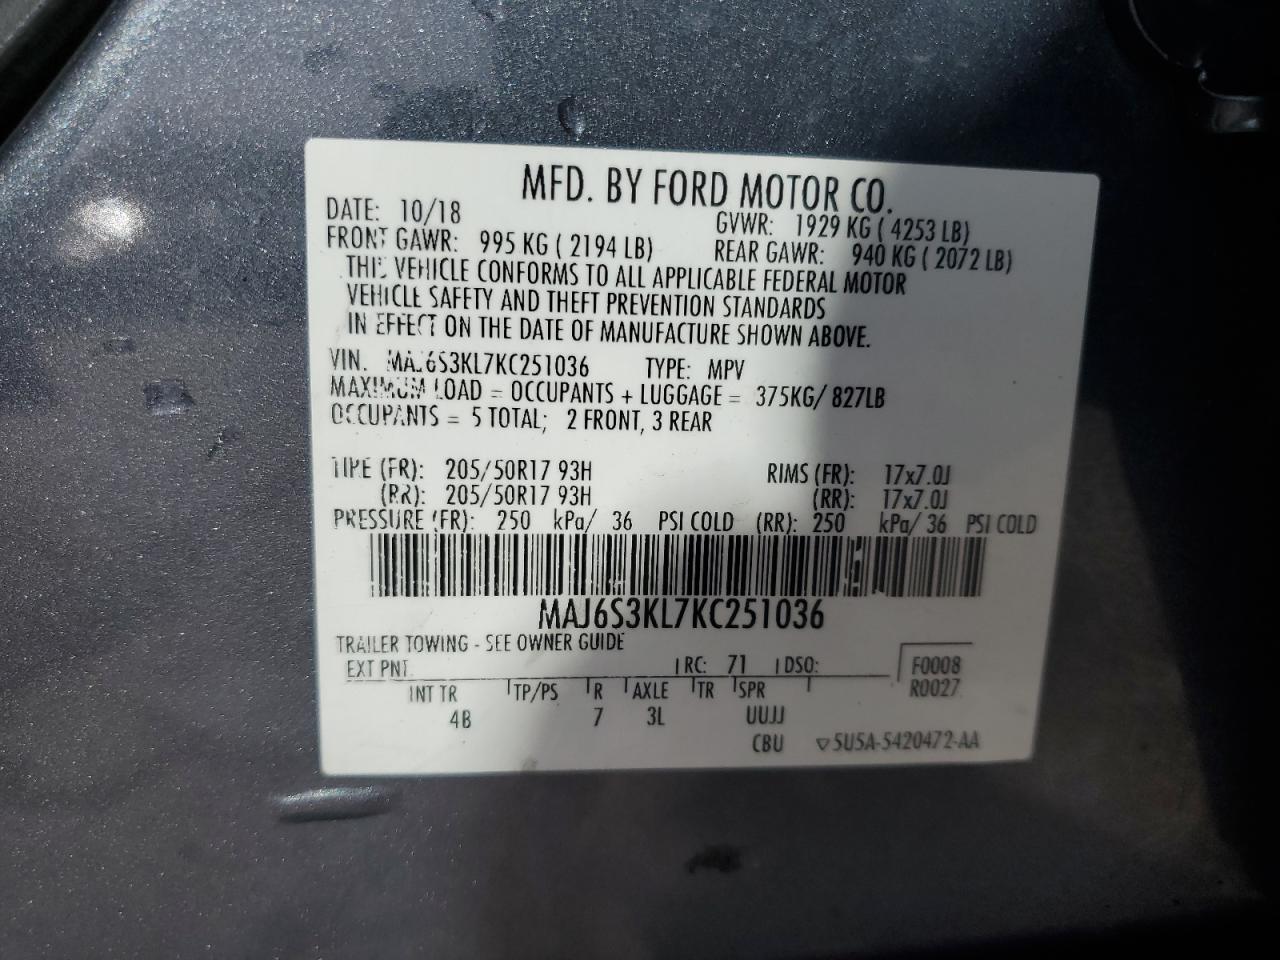 MFD. BY FORD MOTOR CO.
DATE: 10/18 GVWR: 1929 KG ( 4253 LB)
FRONT GAWR: 995 KG ( 2194 LB) REAR GAWR: 940 KG ( 2072 LB)
THIS VEHICLE CONFORMS TO ALL APPLICABLE FEDERAL MOTOR
VEHICLE SAFETY AND THEFT PREVENTION STANDARDS
IN EFFECT ON THE DATE OF MANUFACTURE SHOWN ABOVE.
VIN. MAJ6S3KL7KC251036 TYPE: MPV
MAXIMUM LOAD = OCCUPANTS + LUGGAGE = 375KG/ 827LB
OCCUPANTS = 5 TOTAL; 2 FRONT, 3 REAR
TIRE (FR): 205/50R17 93H RIMS (FR): 17x7.0J
(RR): 205/50R17 93H (RR): 17x7.0J
PRESSURE (FR): 250 kPa/ 36 PSI COLD (RR): 250 kPa/ 36 PSI COLD
MAJ6S3KL7KC251036
TRAILER TOWING - SEE OWNER GUIDE
EXT PNT RC: 71 DSO: F0008
R0027
INT TR TP/PS R AXLE TR SPR
4B 7 3L UUJJ
CBU ▽5U5A-5420472-AA